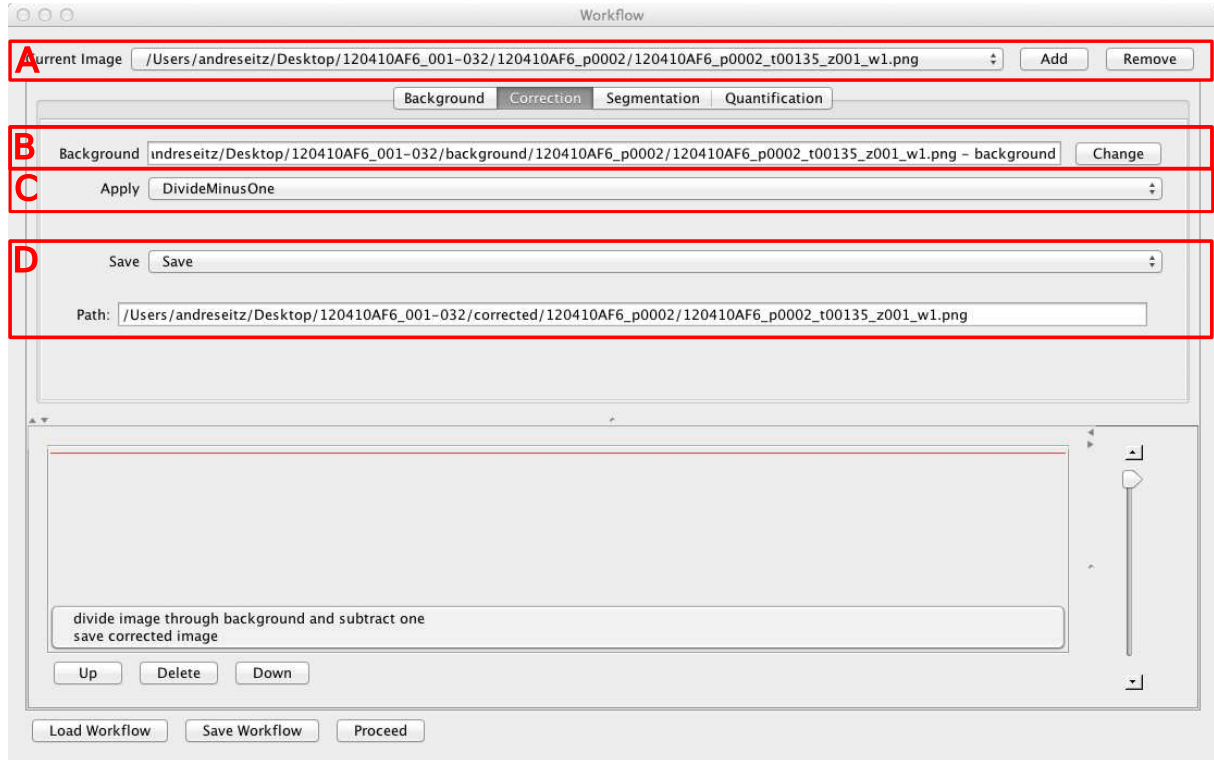 Workflow
A
Current Image /Users/andreseitz/Desktop/120410AF6_001-032/120410AF6_p0002/120410AF6_p0002_t00135_z001_w1.png Add Remove
Background Correction Segmentation Quantification
B
Background indreseitz/Desktop/120410AF6_001-032/background/120410AF6_p0002/120410AF6_p0002_t00135_z001_w1.png - background Change
C
Apply DivideMinusOne
D
Save Save
Path: /Users/andreseitz/Desktop/120410AF6_001-032/corrected/120410AF6_p0002/120410AF6_p0002_t00135_z001_w1.png
divide image through background and subtract one
save corrected image
Up Delete Down
Load Workflow Save Workflow Proceed